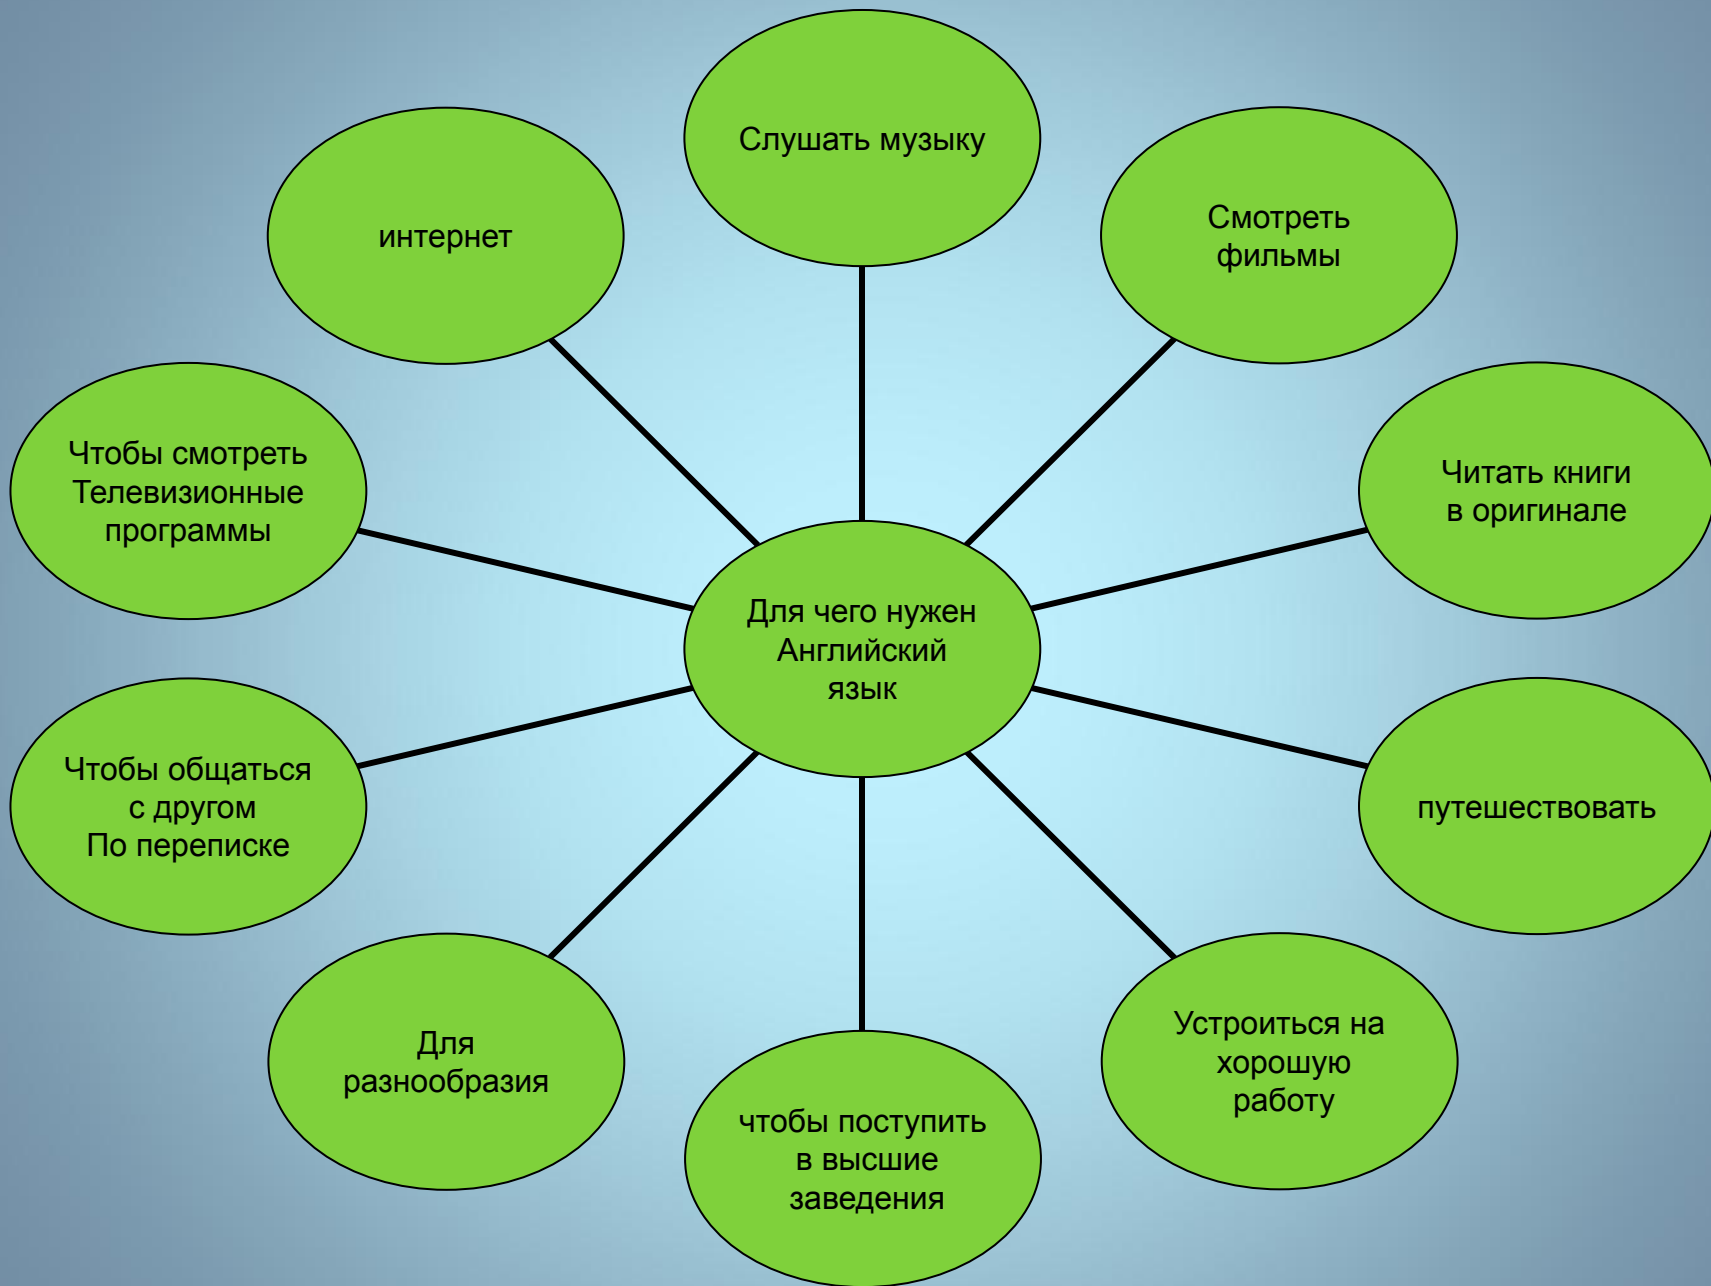 Слушать музыку
интернет
Смотреть
фильмы
Чтобы смотреть
Телевизионные
программы
Читать книги
в оригинале
Для чего нужен
Английский
язык
Чтобы общаться
с другом
По переписке
путешествовать
Для
разнообразия
Устроиться на
хорошую
работу
чтобы поступить
в высшие
заведения